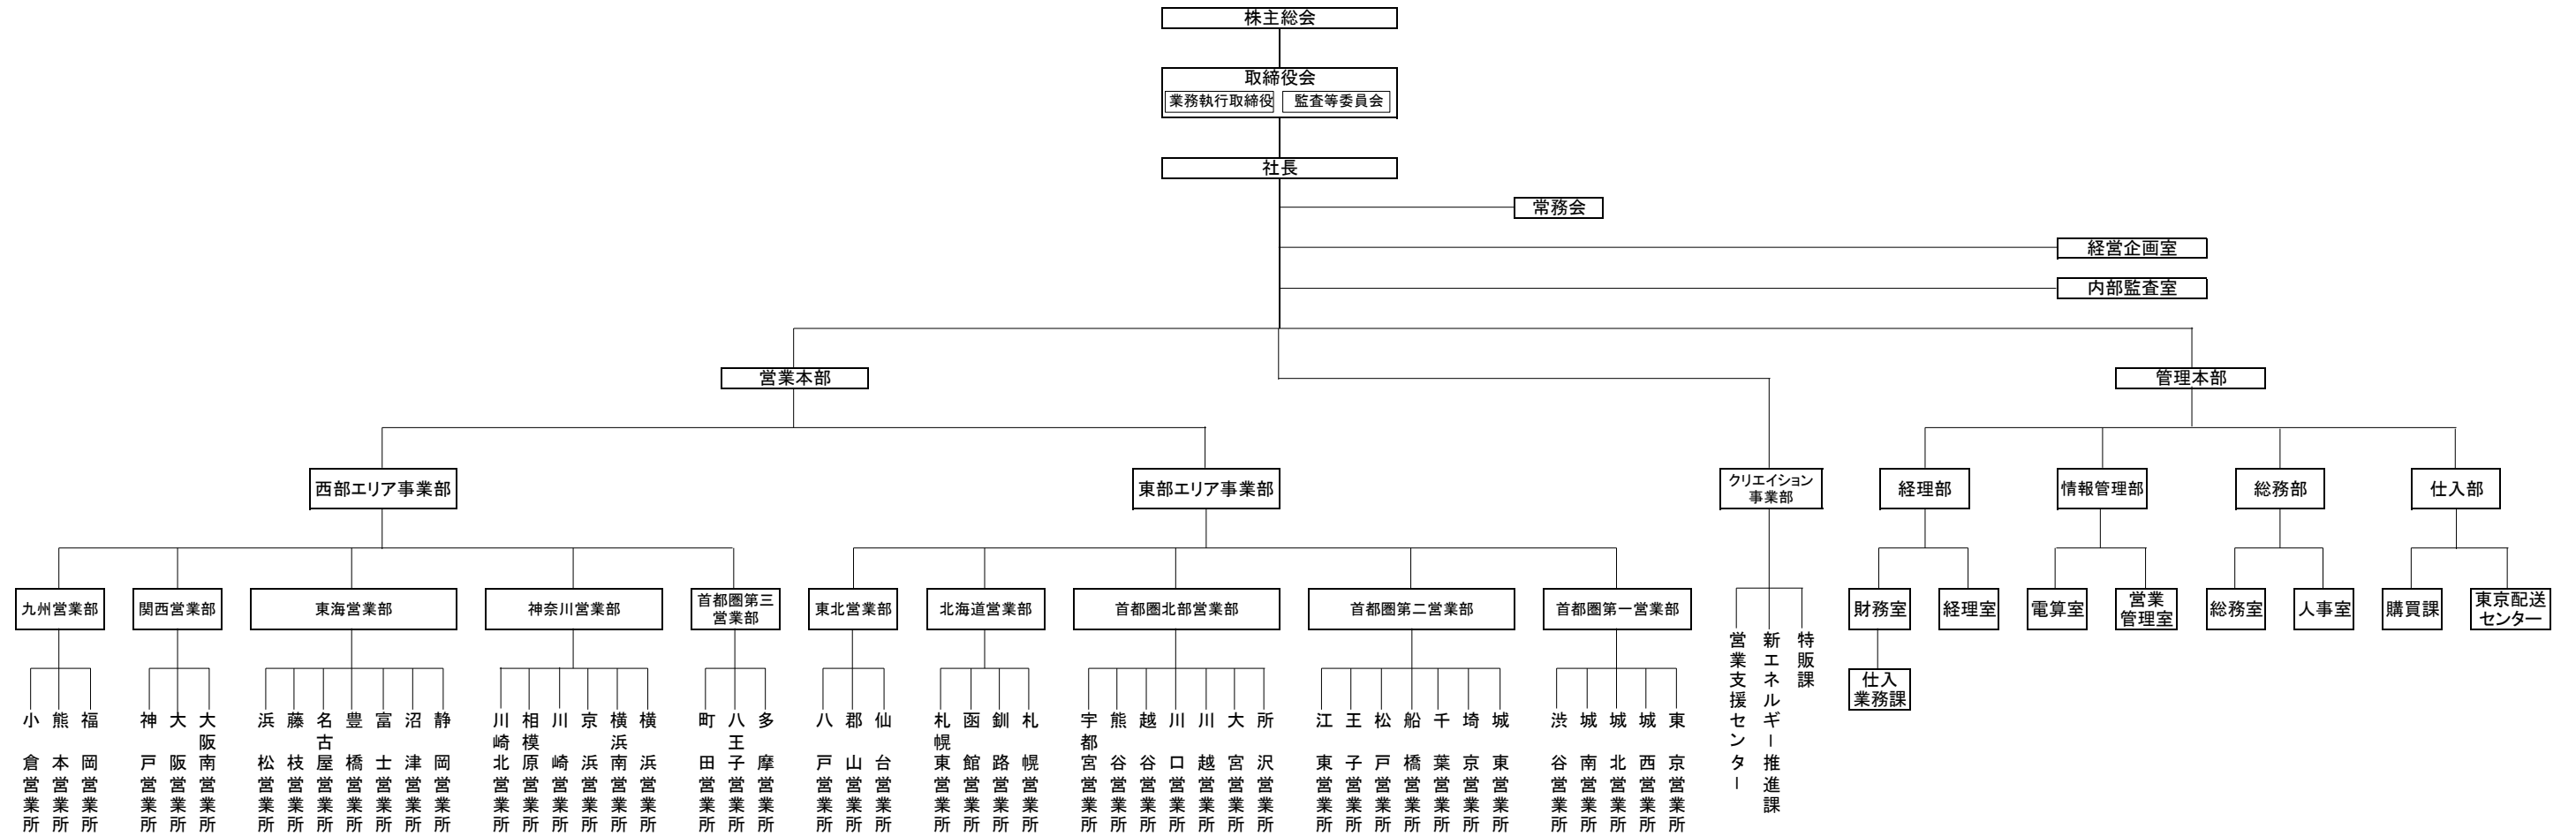 株主総会
取締役会
業務執行取締役
監査等委員会
社長
常務会
経営企画室
内部監査室
営業本部
管理本部
西部エリア事業部
東部エリア事業部
クリエイション
事業部
経理部
情報管理部
総務部
仕入部
九州営業部
関西営業部
東海営業部
神奈川営業部
首都圏第三
営業部
東北営業部
北海道営業部
首都圏北部営業部
首都圏第二営業部
首都圏第一営業部
財務室
経理室
電算室
営業
管理室
総務室
人事室
購買課
東京配送
センター
営業支援センター
新エネルギー推進課
特販課
仕入
業務課
小倉営業所
熊本営業所
福岡営業所
神戸営業所
大阪営業所
大阪南営業所
浜松営業所
藤枝営業所
名古屋営業所
豊橋営業所
富士営業所
沼津営業所
静岡営業所
川崎北営業所
相模原営業所
川崎営業所
京浜営業所
横浜南営業所
横浜営業所
町田営業所
八王子営業所
多摩営業所
八戸営業所
郡山営業所
仙台営業所
札幌東営業所
函館営業所
釧路営業所
札幌営業所
宇都宮営業所
熊谷営業所
越谷営業所
川口営業所
川越営業所
大宮営業所
所沢営業所
江東営業所
王子営業所
松戸営業所
船橋営業所
千葉営業所
埼京営業所
城東営業所
渋谷営業所
城南営業所
城北営業所
城西営業所
東京営業所